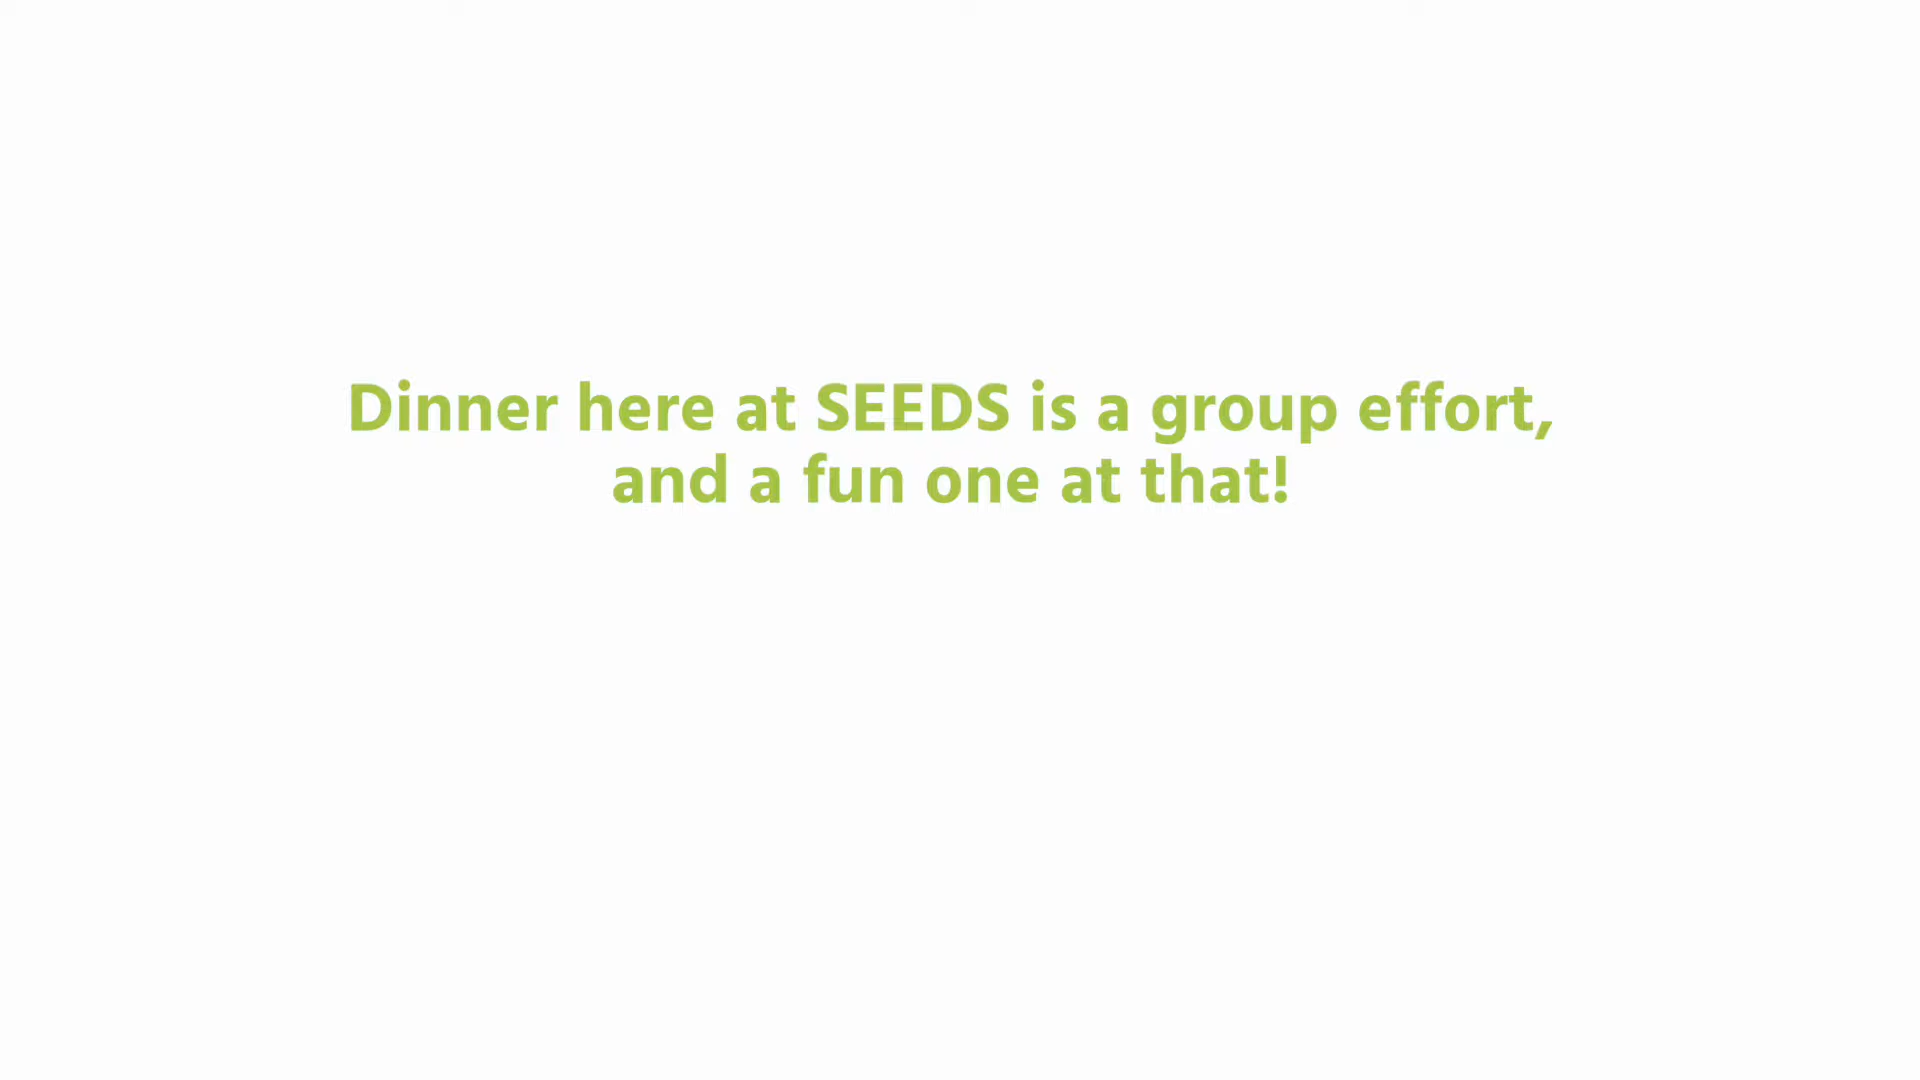 Dinner here at SEEDS is a group effort,
and a fun one at that!